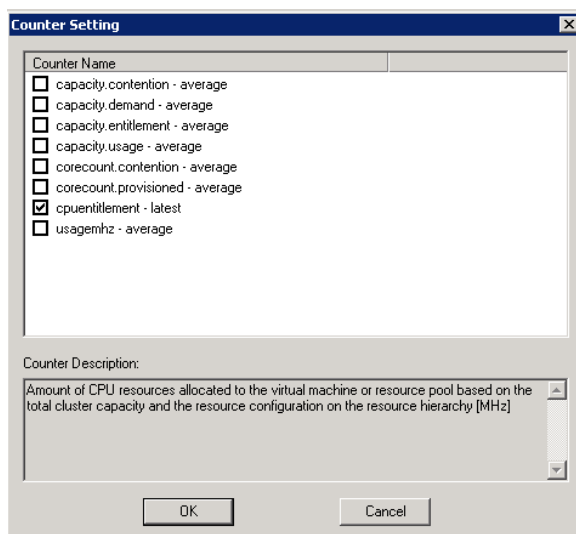 Counter Setting
Counter Name
capacity.contention - average
capacity.demand - average
capacity.entitlement - average
capacity.usage - average
corecount.contention - average
corecount.provisioned - average
cpuentitlement - latest
usagemhz - average
Counter Description:
Amount of CPU resources allocated to the virtual machine or resource pool based on the
total cluster capacity and the resource configuration on the resource hierarchy [MHz]
OK
Cancel